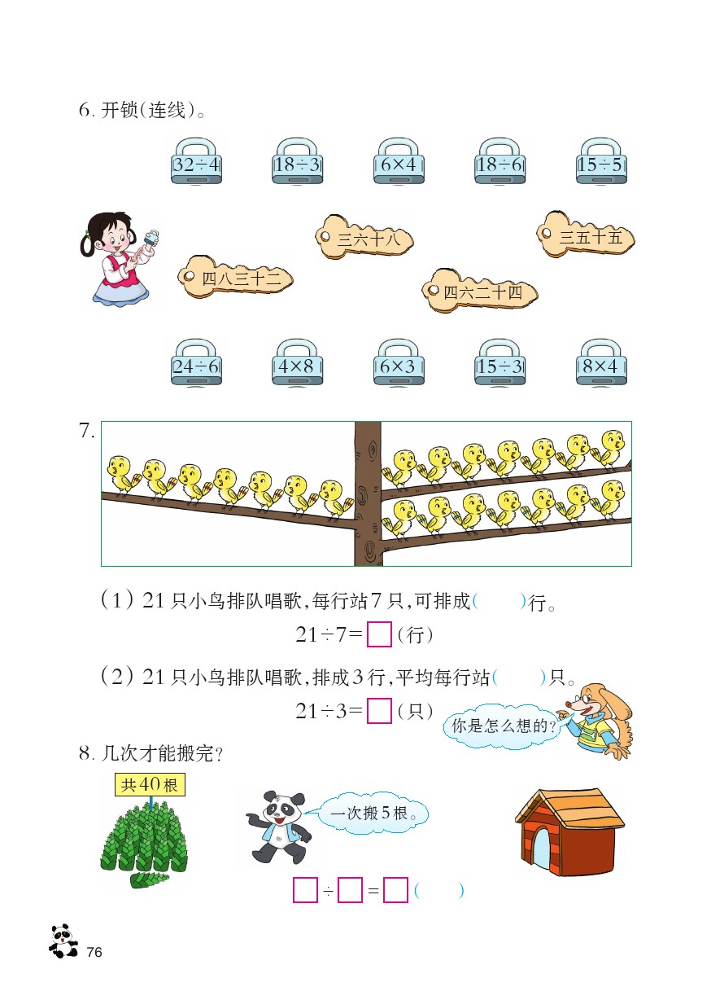 6. 开锁(连线)。
32÷4 18÷3 6×4 18÷6 15÷5
三六十八 三五十五
四八三十二 四六二十四
24÷6 4×8 6×3 15÷3 8×4
7.
(1) 21只小鸟排队唱歌,每行站7只,可排成( )行。
21÷7=□(行)
(2) 21只小鸟排队唱歌,排成3行,平均每行站( )只。
21÷3=□(只)
你是怎么想的?
8. 几次才能搬完?
共40根
一次搬5根。
□÷□=□( )
76